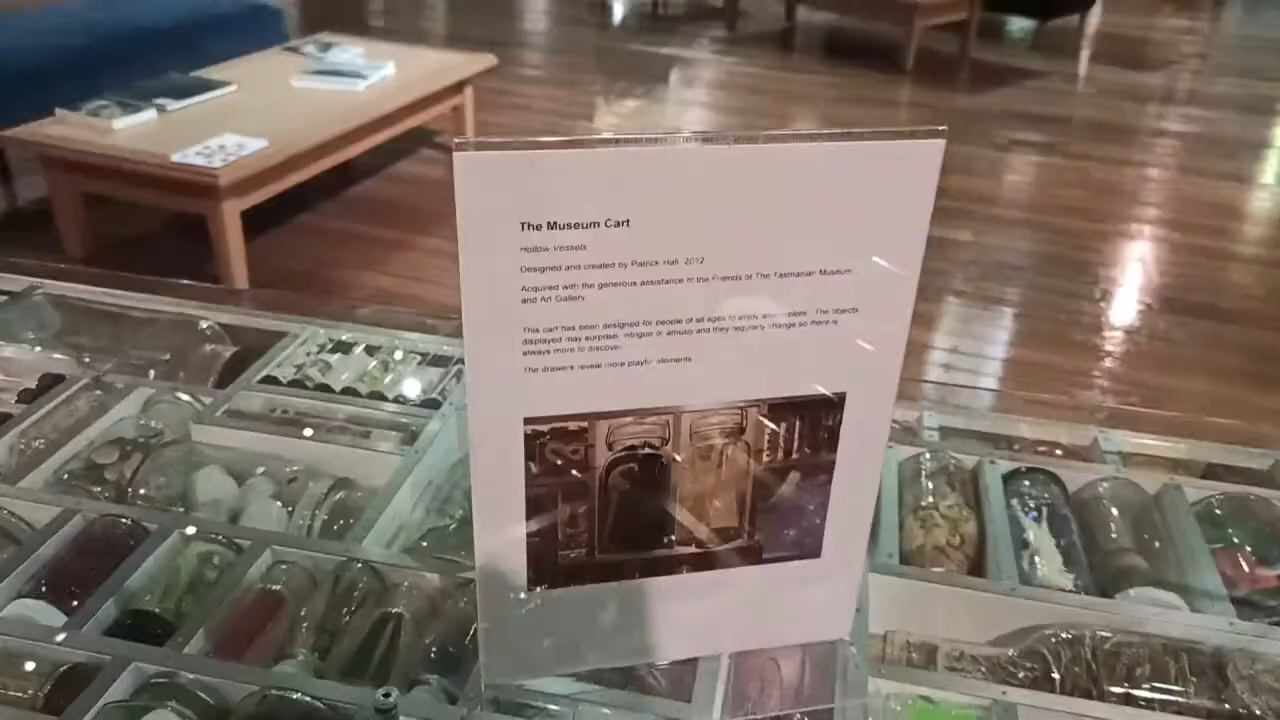 The Museum Cart
Hollow Vessels
Designed and created by Patrick Hall 2012
Acquired with the generous assistance of the Friends of The Tasmanian Museum
and Art Gallery
This cart has been designed for people of all ages to enjoy and explore. The objects
displayed may surprise, intrigue or amuse and they regularly change so there is
always more to discover.
The drawers reveal more playful elements